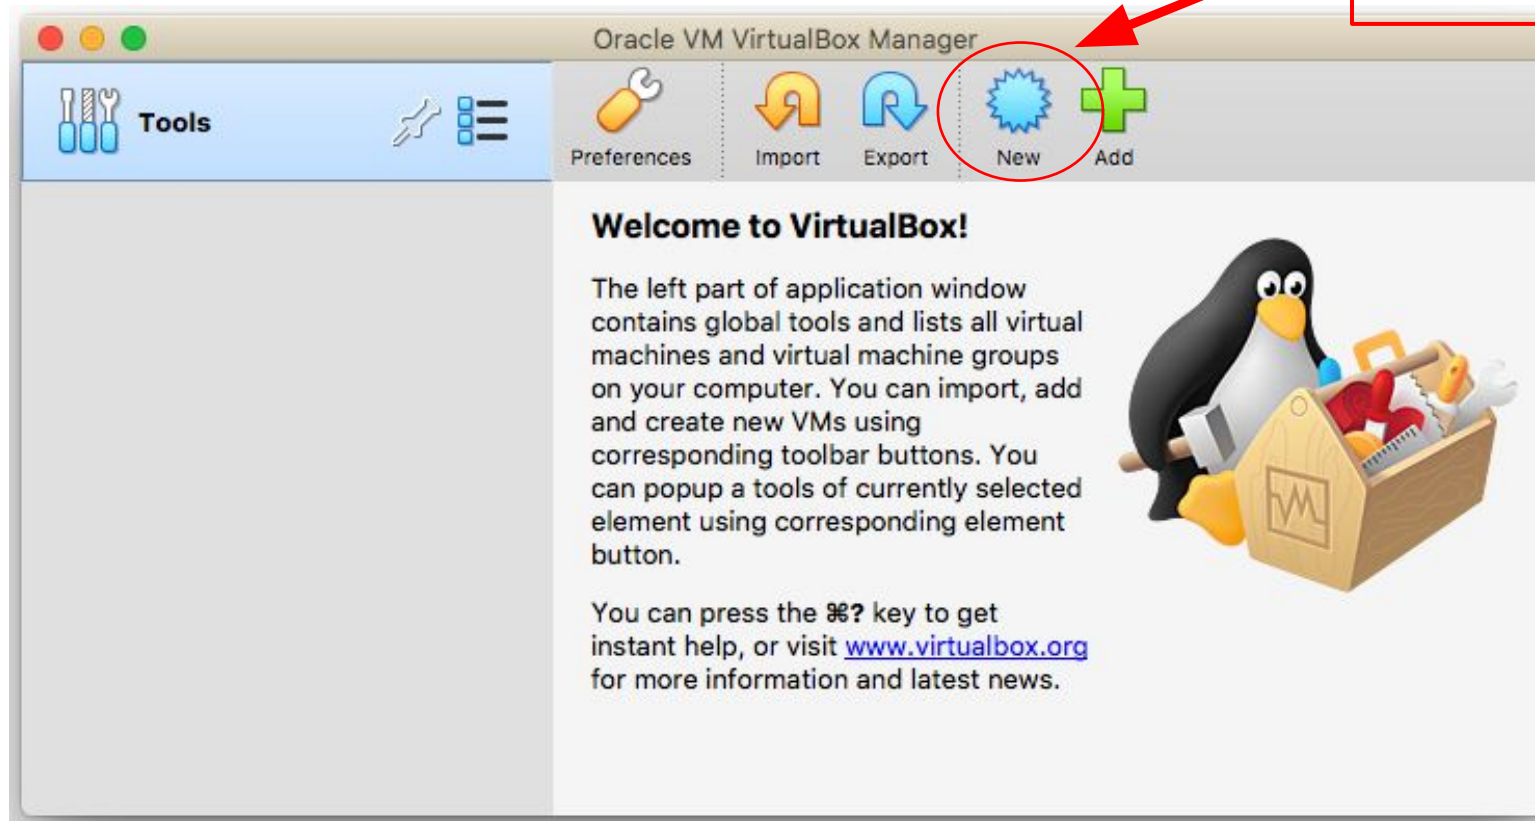 Oracle VM VirtualBox Manager
Tools
Preferences
Import
Export
New
Add
Welcome to VirtualBox!
The left part of application window
contains global tools and lists all virtual
machines and virtual machine groups
on your computer. You can import, add
and create new VMs using
corresponding toolbar buttons. You
can popup a tools of currently selected
element using corresponding element
button.
You can press the ⌘? key to get
instant help, or visit www.virtualbox.org
for more information and latest news.